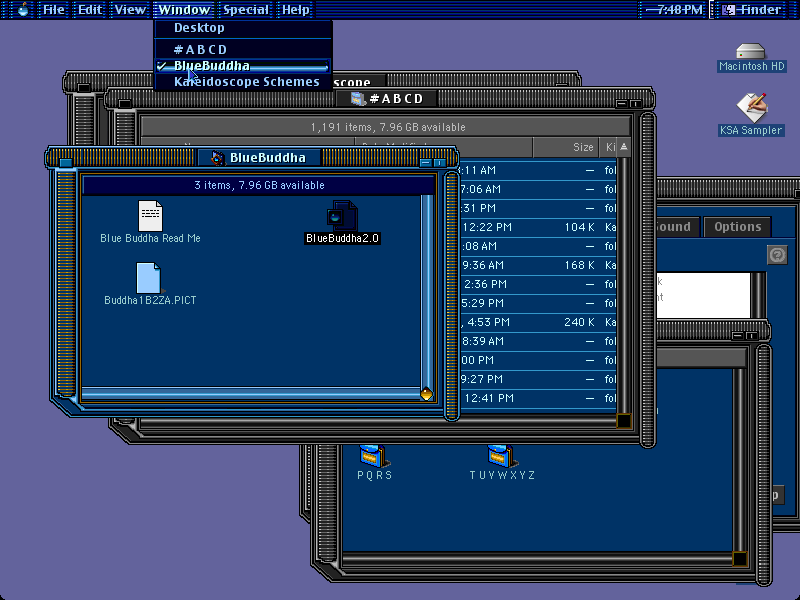 File Edit View Window Special Help 7:48 PM Finder
Desktop
#ABCD
BlueBuddha
Kaleidoscope Schemes
scope
#ABCD
1,191 items, 7.96 GB available
Size Ki
BlueBuddha
3 items, 7.96 GB available
Blue Buddha Read Me
BlueBuddha2.0
Buddha1B2ZA.PICT
:11 AM — fol
7:06 AM — fol
:31 PM — fol
12:22 PM 104 K Ka
:08 AM — fol
9:36 AM 168 K Ka
2:36 PM — fol
5:29 PM — fol
, 4:53 PM 240 K Ka
8:39 AM — fol
:00 PM — fol
9:27 PM — fol
12:41 PM — fol
Macintosh HD
KSA Sampler
ound Options
PQRS
TUVWXYZ